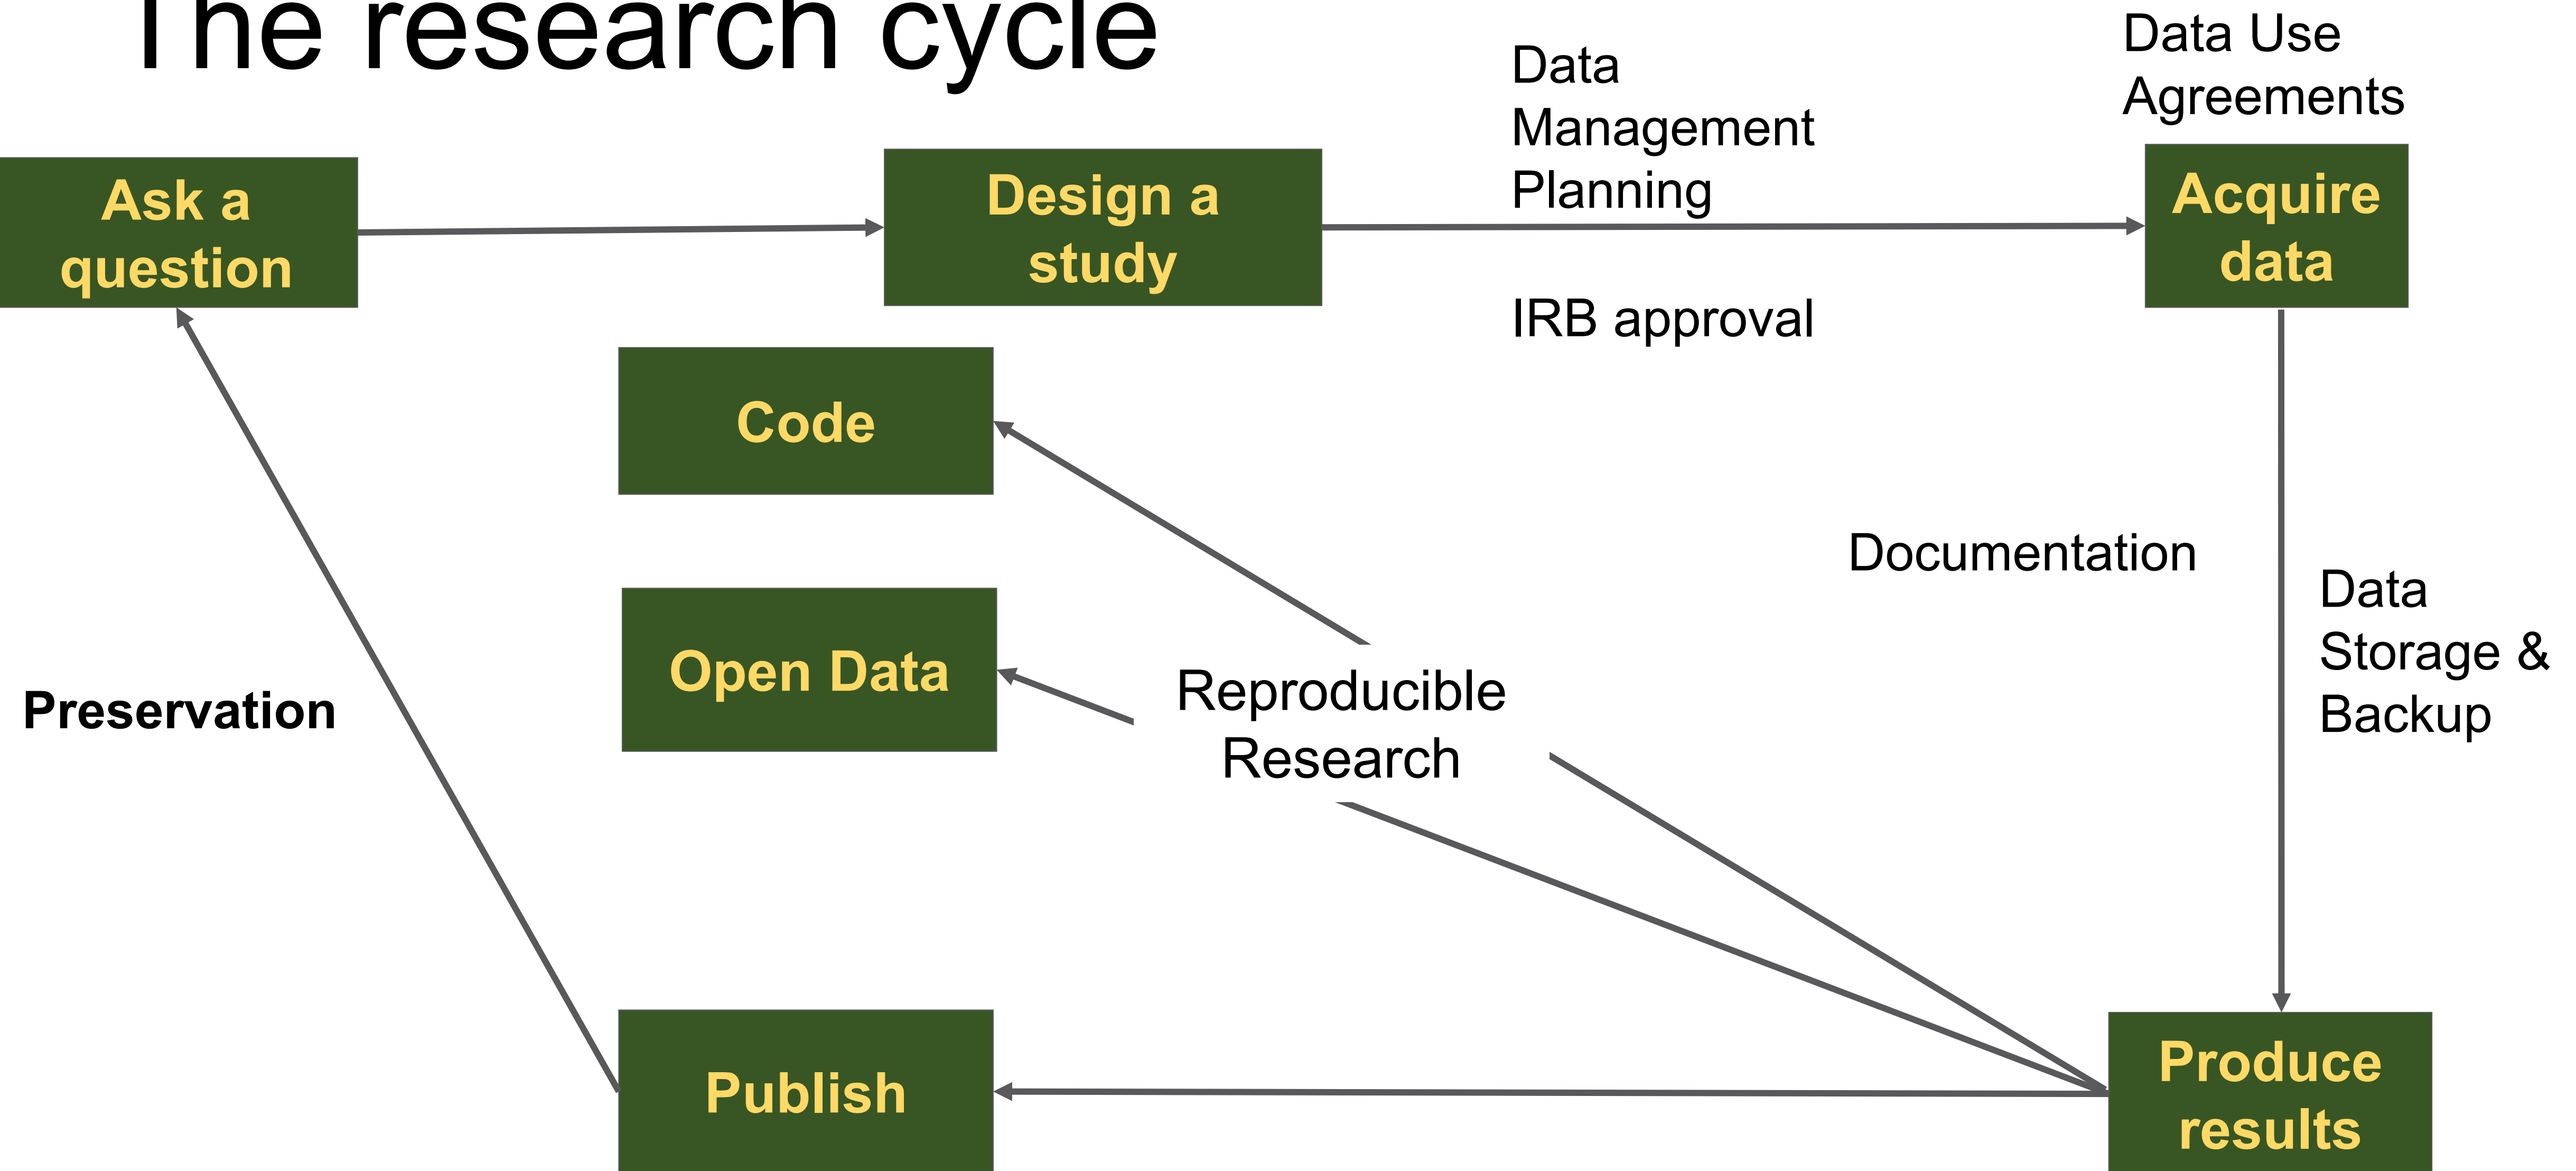 The research cycle
Data Use
Agreements
Data
Management
Planning
Ask a
question
Design a
study
Acquire
data
IRB approval
Code
Documentation
Data
Storage &
Backup
Open Data
Reproducible
Research
Preservation
Publish
Produce
results